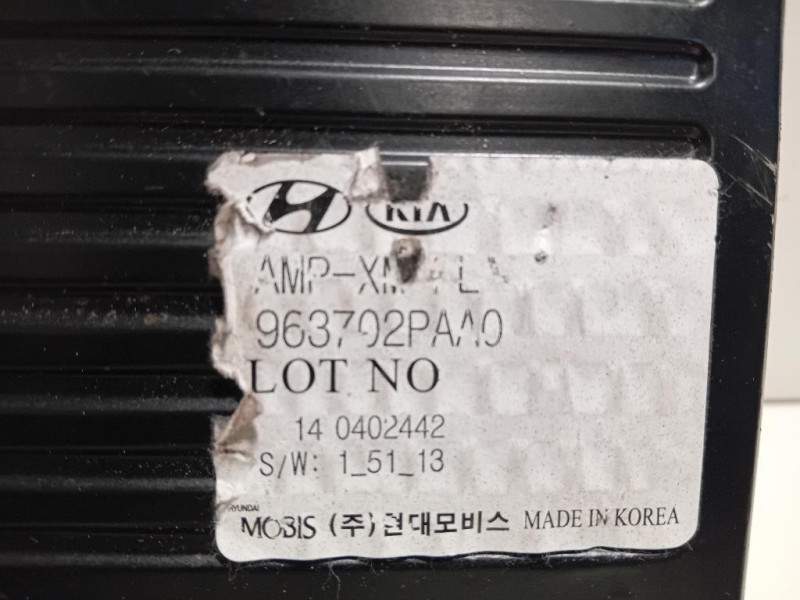 KIA
963702PAA0
LOT NO
14 0402442
S/W: 1_51_13
HYUNDAI
MOBIS (주)현대모비스 MADE IN KOREA